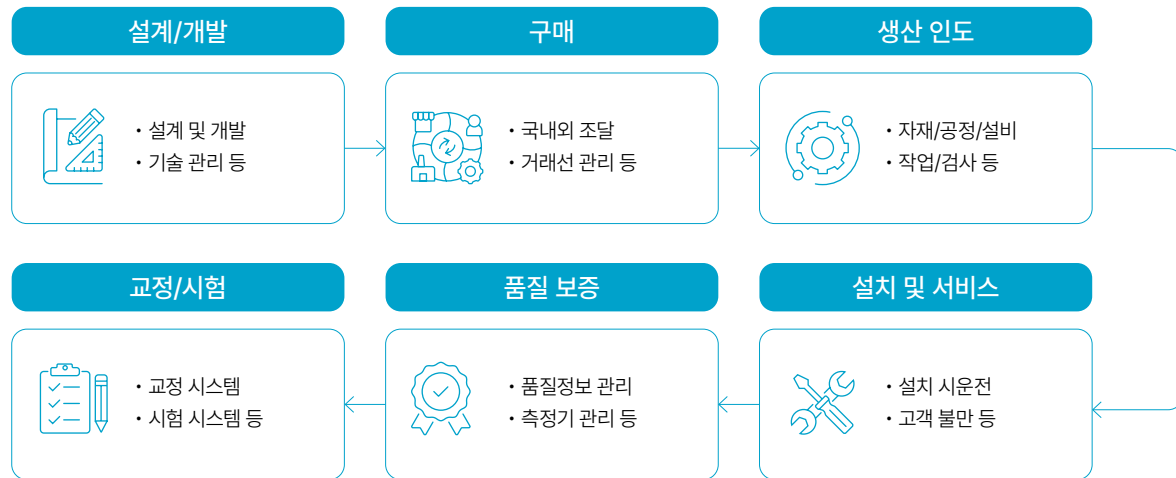 설계/개발
・설계 및 개발
・기술 관리 등
구매
・국내외 조달
・거래선 관리 등
생산 인도
・자재/공정/설비
・작업/검사 등
교정/시험
・교정 시스템
・시험 시스템 등
품질 보증
・품질정보 관리
・측정기 관리 등
설치 및 서비스
・설치 시운전
・고객 불만 등